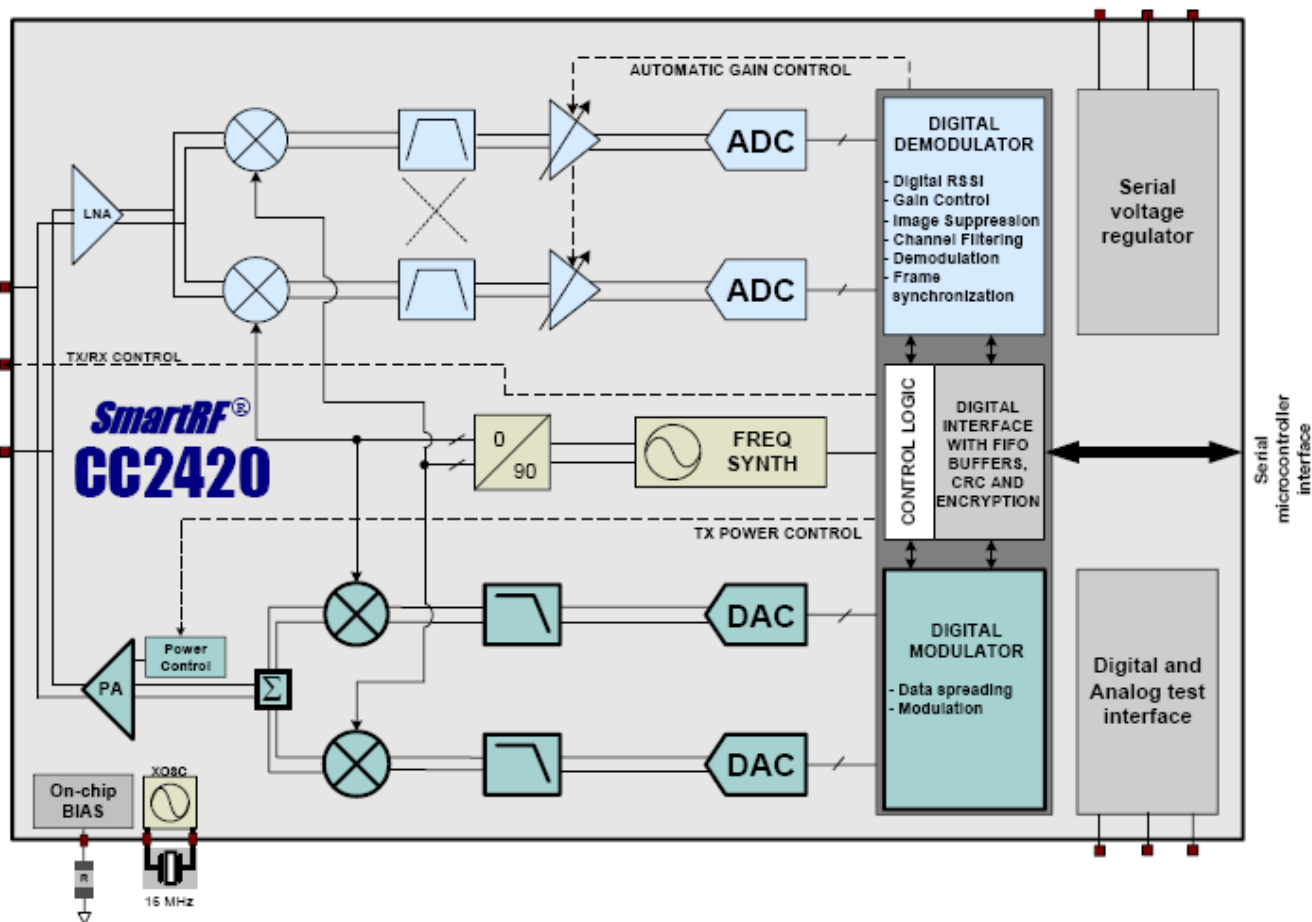 AUTOMATIC GAIN CONTROL
ADC
DIGITAL
DEMODULATOR
- Digital RSSI
- Gain Control
- Image Suppression
- Channel Filtering
- Demodulation
- Frame
synchronization
Serial
voltage
regulator
LNA
ADC
TX/RX CONTROL
SmartRF®
CC2420
0
90
FREQ
SYNTH
CONTROL LOGIC
DIGITAL
INTERFACE
WITH FIFO
BUFFERS,
CRC AND
ENCRYPTION
Serial
microcontroller
interface
TX POWER CONTROL
DAC
Power
Control
PA
Σ
DIGITAL
MODULATOR
- Data spreading
- Modulation
Digital and
Analog test
interface
DAC
On-chip
BIAS
XOSC
R
16 MHz